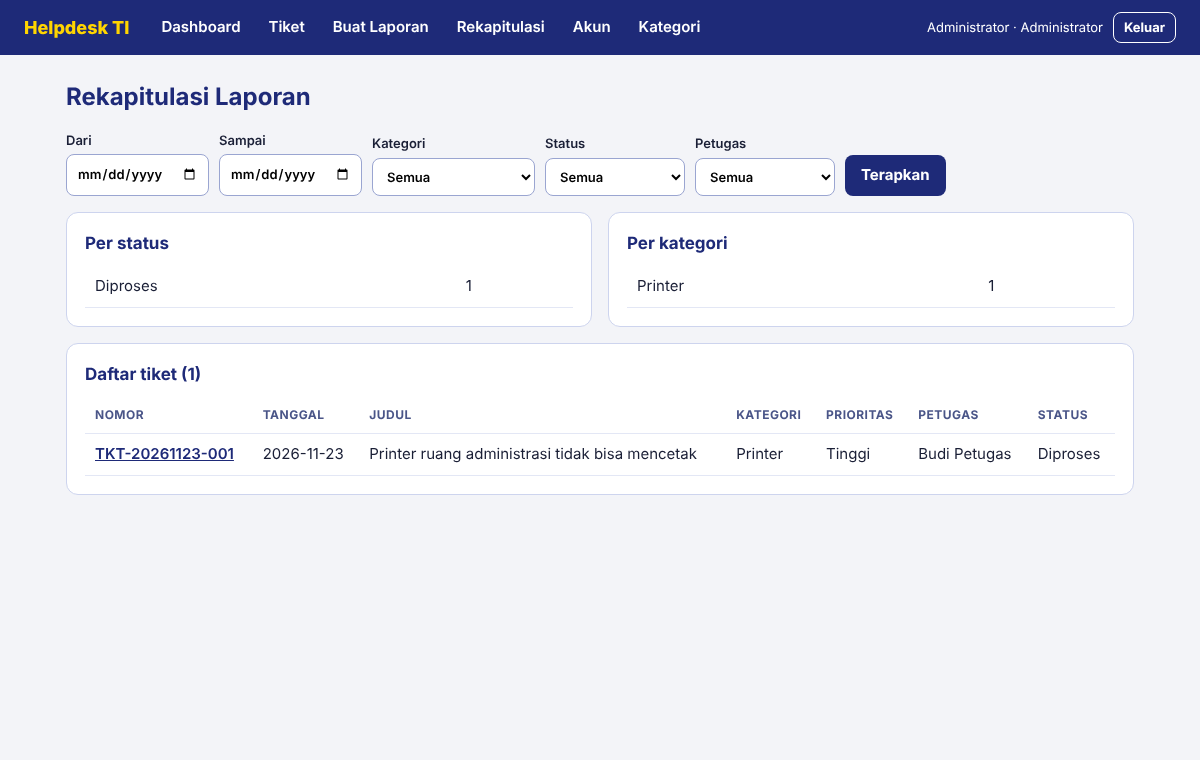 Helpdesk TI Dashboard Tiket Buat Laporan Rekapitulasi Akun Kategori Administrator · Administrator Keluar
Rekapitulasi Laporan
Dari Sampai Kategori Status Petugas
mm/dd/yyyy mm/dd/yyyy Semua Semua Semua Terapkan
Per status
Diproses 1
Per kategori
Printer 1
Daftar tiket (1)
NOMOR TANGGAL JUDUL KATEGORI PRIORITAS PETUGAS STATUS
TKT-20261123-001 2026-11-23 Printer ruang administrasi tidak bisa mencetak Printer Tinggi Budi Petugas Diproses